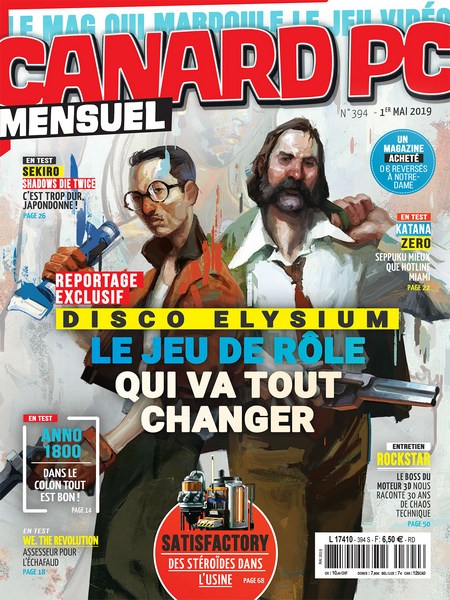 LE MAG QUI MARDOULE LE JEU VIDÉO
CANARD PC
MENSUEL
N°394 - 1ER MAI 2019
UN
MAGAZINE
ACHETÉ
0€ REVERSÉS
À NOTRE-
DAME
EN TEST
SEKIRO
SHADOWS DIE TWICE
C'EST TROP DUR,
JAPONDONNE !
PAGE 26
EN TEST
KATANA
ZERO
SEPPUKU MIEUX
QUE HOTLINE
MIAMI
PAGE 22
REPORTAGE
EXCLUSIF
DISCO ELYSIUM
LE JEU DE RÔLE
QUI VA TOUT
CHANGER
EN TEST
ANNO
1800
DANS LE
COLON TOUT
EST BON !
PAGE 14
EN TEST
WE. THE REVOLUTION
ASSESSEUR POUR
L'ÉCHAFAUD
PAGE 18
SATISFACTORY
DES STÉROÏDES DANS
L'USINE
PAGE 68
ENTRETIEN
ROCKSTAR
LE BOSS DU
MOTEUR 3D NOUS
RACONTE 30 ANS
DE CHAOS
TECHNIQUE
PAGE 50
L 17410 - 394 S - F: 6,50 € - RD